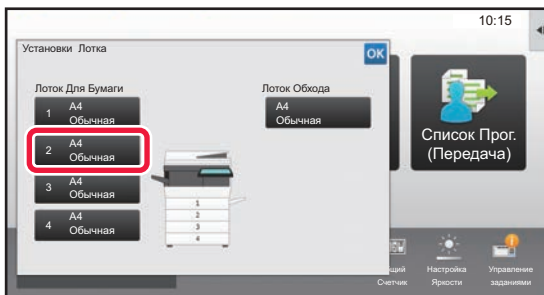 10:15
Установки Лотка
OK
Лоток Для Бумаги
Лоток Обхода
1 A4
Обычная
A4
Обычная
2 A4
Обычная
3 A4
Обычная
4 A4
Обычная
1
2
3
4
Список Прог.
(Передача)
Счетчик
Настройка
Яркости
Управление
заданиями